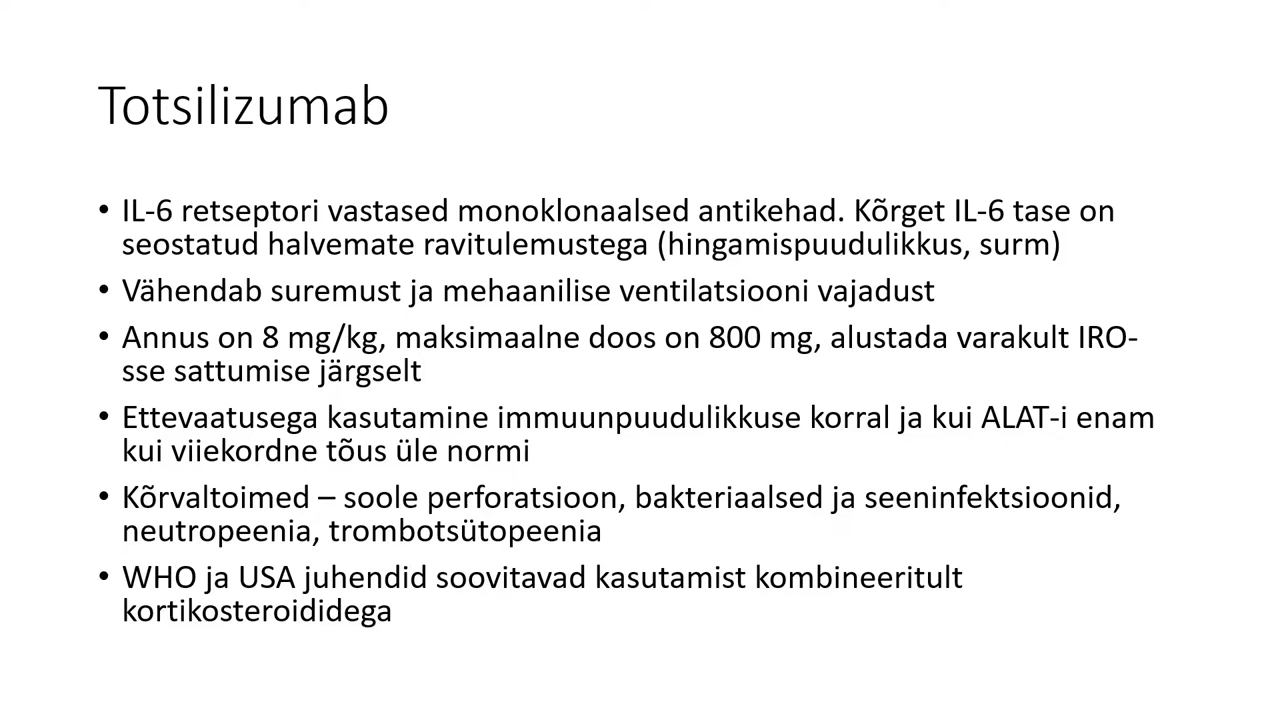 Totsilizumab
• IL-6 retseptori vastased monoklonaalsed antikehad. Kõrget IL-6 tase on
seostatud halvemate ravitulemustega (hingamispuudulikkus, surm)
• Vähendab suremust ja mehaanilise ventilatsiooni vajadust
• Annus on 8 mg/kg, maksimaalne doos on 800 mg, alustada varakult IRO-
sse sattumise järgselt
• Ettevaatusega kasutamine immuunpuudulikkuse korral ja kui ALAT-i enam
kui viiekordne tõus üle normi
• Kõrvaltoimed – soole perforatsioon, bakteriaalsed ja seeninfektsioonid,
neutropeenia, trombotsütopeenia
• WHO ja USA juhendid soovitavad kasutamist kombineeritult
kortikosteroididega